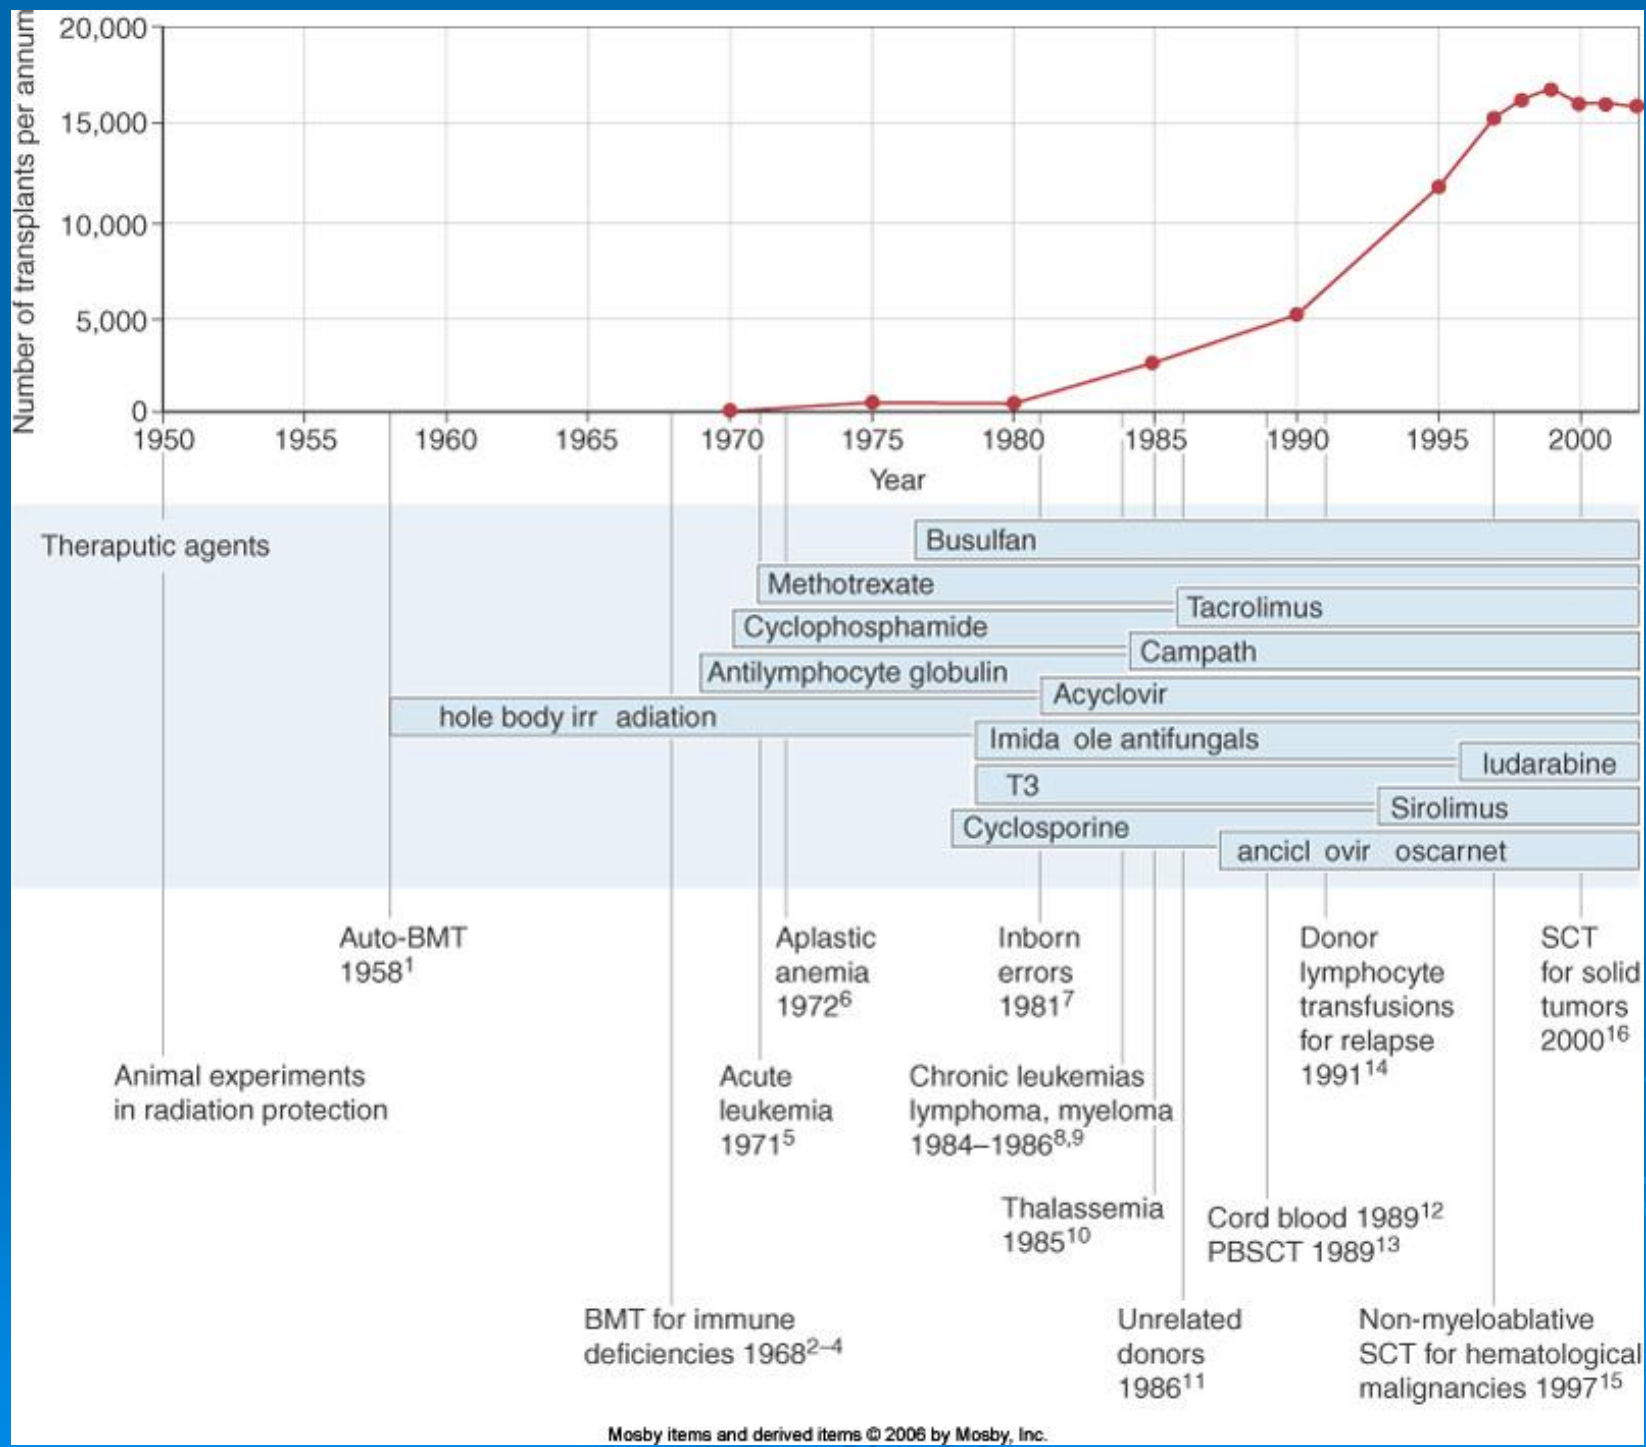 Number of transplants per annum
20,000
15,000
10,000
5,000
0
1950 1955 1960 1965 1970 1975 1980 1985 1990 1995 2000
Year
Theraputic agents
Busulfan
Methotrexate
Tacrolimus
Cyclophosphamide
Campath
Antilymphocyte globulin
Acyclovir
hole body irr adiation
Imida ole antifungals
ludarabine
T3
Sirolimus
Cyclosporine
ancicl ovir oscarnet
Auto-BMT
1958¹
Aplastic
anemia
1972⁶
Inborn
errors
1981⁷
Donor
lymphocyte
transfusions
for relapse
1991¹⁴
SCT
for solid
tumors
2000¹⁶
Animal experiments
in radiation protection
Acute
leukemia
1971⁵
Chronic leukemias
lymphoma, myeloma
1984–1986⁸,⁹
Thalassemia
1985¹⁰
Cord blood 1989¹²
PBSCT 1989¹³
BMT for immune
deficiencies 1968²⁻⁴
Unrelated
donors
1986¹¹
Non-myeloablative
SCT for hematological
malignancies 1997¹⁵
Mosby items and derived items © 2006 by Mosby, Inc.